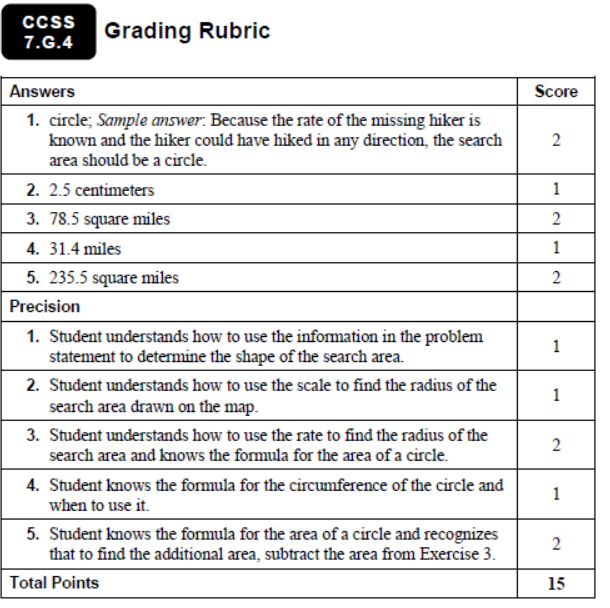 CCSS
7.G.4
Grading Rubric
Answers Score
1. circle; Sample answer: Because the rate of the missing hiker is
known and the hiker could have hiked in any direction, the search
area should be a circle.
2
2. 2.5 centimeters 1
3. 78.5 square miles 2
4. 31.4 miles 1
5. 235.5 square miles 2
Precision
1. Student understands how to use the information in the problem
statement to determine the shape of the search area.
1
2. Student understands how to use the scale to find the radius of the
search area drawn on the map.
1
3. Student understands how to use the rate to find the radius of the
search area and knows the formula for the area of a circle.
2
4. Student knows the formula for the circumference of the circle and
when to use it.
1
5. Student knows the formula for the area of a circle and recognizes
that to find the additional area, subtract the area from Exercise 3.
2
Total Points 15